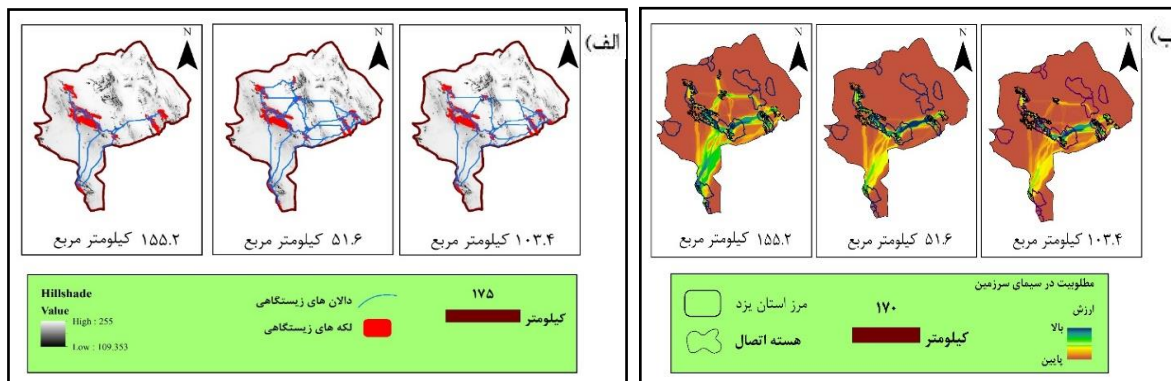 الف)
N
N
N
۱۵۵.۲ کیلومتر مربع
۵۱.۶ کیلومتر مربع
۱۰۳.۴ کیلومتر مربع
Hillshade
Value
High : 255
Low : 109.353
دالان های زیستگاهی
لکه های زیستگاهی
۱۷۵
کیلومتر
ب)
N
N
N
۱۵۵.۲ کیلومتر مربع
۵۱.۶ کیلومتر مربع
۱۰۳.۴ کیلومتر مربع
مرز استان یزد
هسته اتصال
۱۷۰
کیلومتر
مطلوبیت در سیمای سرزمین
ارزش
بالا
پایین